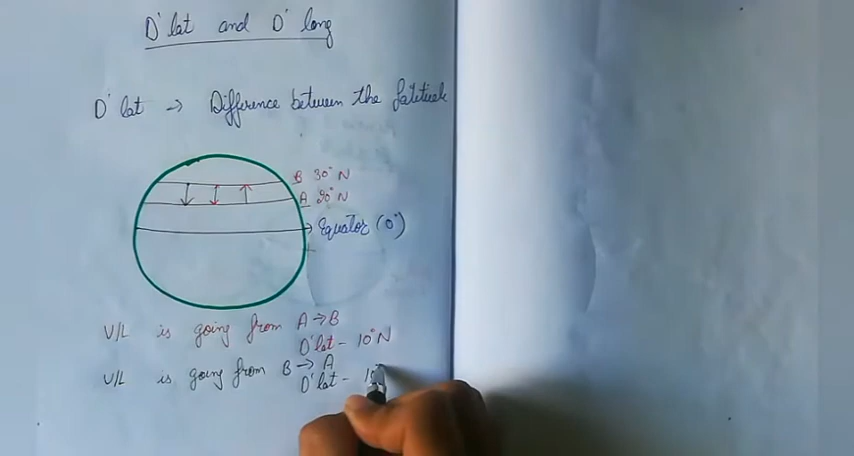 D'lat and D'long
D'lat → Difference between the latitude
B 30° N
A 20° N
Equator (0°)
V/L is going from A → B
D'lat - 10° N
V/L is going from B → A
D'lat - 10